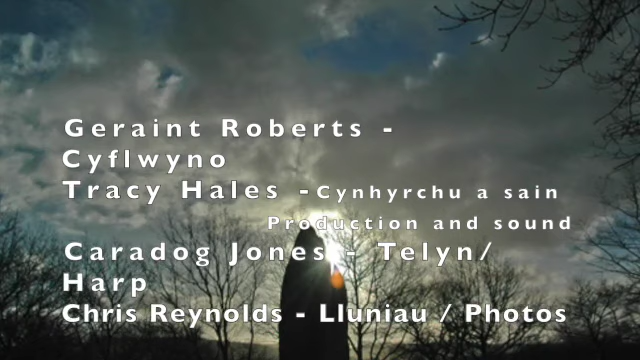 Geraint Roberts -
Cyflwyno
Tracy Hales - Cynhyrchu a sain
Production and sound
Caradog Jones - Telyn/
Harp
Chris Reynolds - Lluniau / Photos